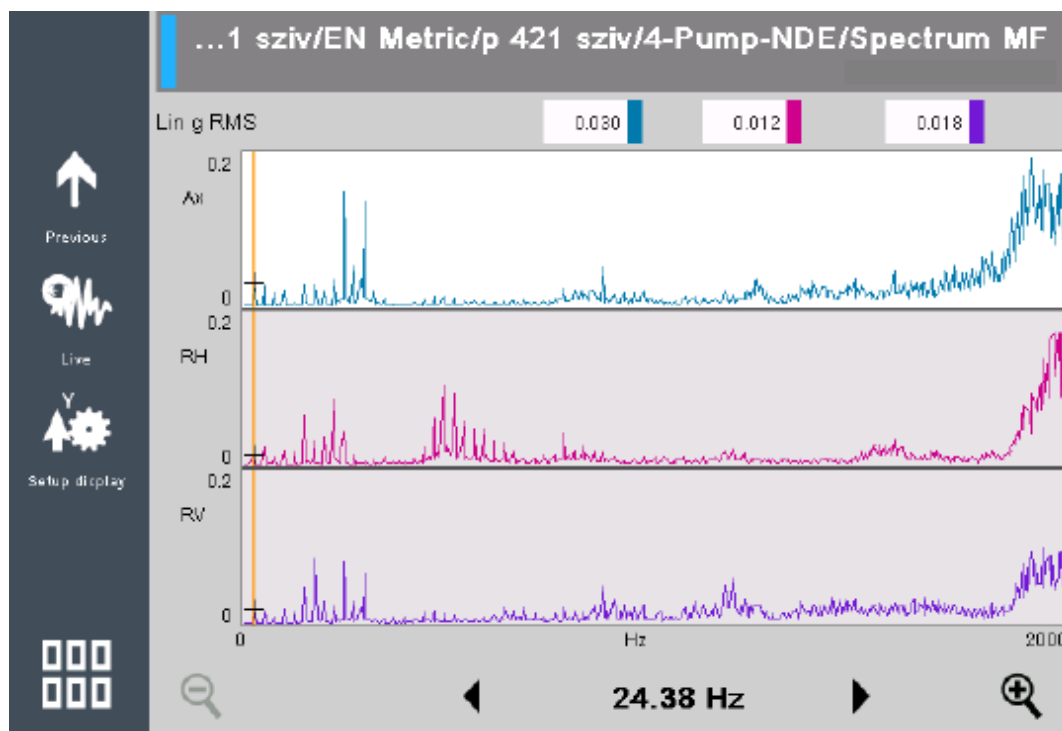 ...1 sziv/EN Metric/p 421 sziv/4-Pump-NDE/Spectrum MF
Lin g RMS
0.030
0.012
0.018
Previous
Live
Y
Setup display
0.2
Ax
0
0.2
RH
0
0.2
RV
0
0
Hz
2000
24.38 Hz